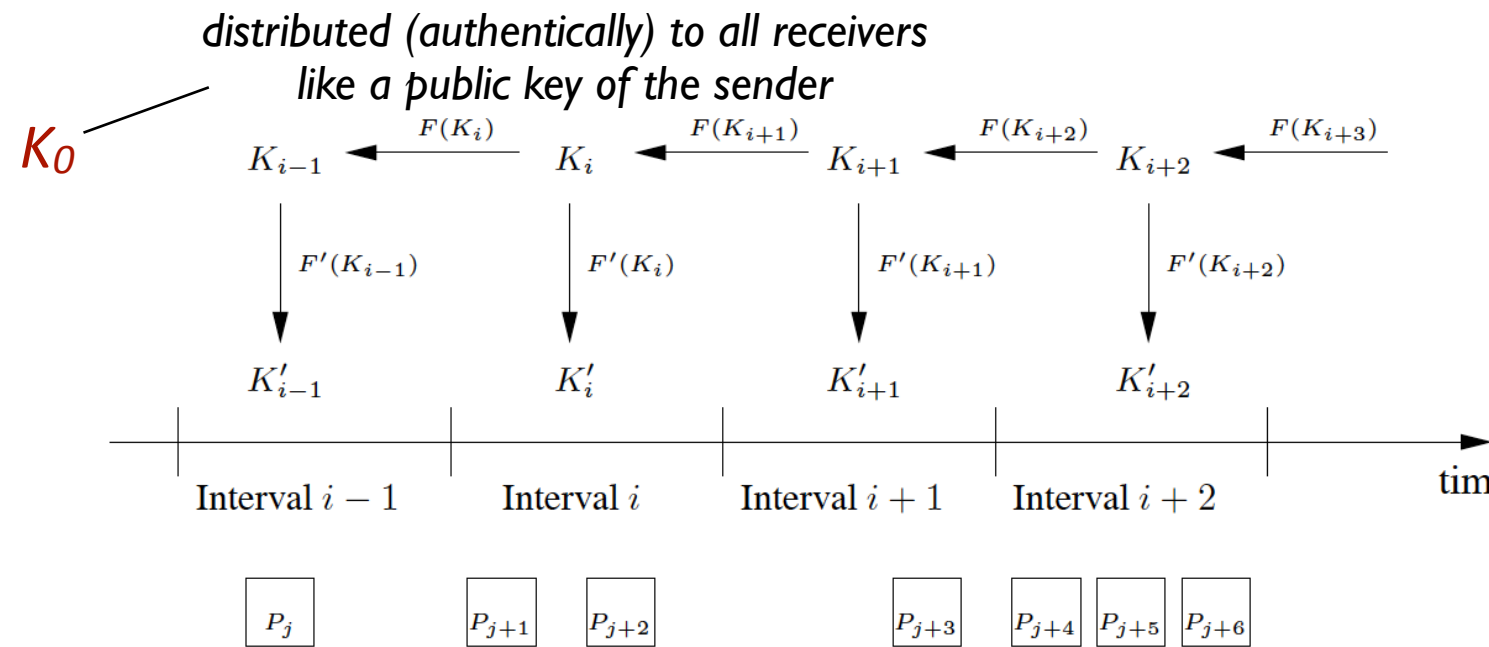 distributed (authentically) to all receivers
like a public key of the sender
K₀
F(Kᵢ) F(Kᵢ₊₁) F(Kᵢ₊₂) F(Kᵢ₊₃)
Kᵢ₋₁ Kᵢ Kᵢ₊₁ Kᵢ₊₂
F′(Kᵢ₋₁) F′(Kᵢ) F′(Kᵢ₊₁) F′(Kᵢ₊₂)
K′ᵢ₋₁ K′ᵢ K′ᵢ₊₁ K′ᵢ₊₂
Interval i − 1 Interval i Interval i + 1 Interval i + 2 tim
Pⱼ Pⱼ₊₁ Pⱼ₊₂ Pⱼ₊₃ Pⱼ₊₄ Pⱼ₊₅ Pⱼ₊₆